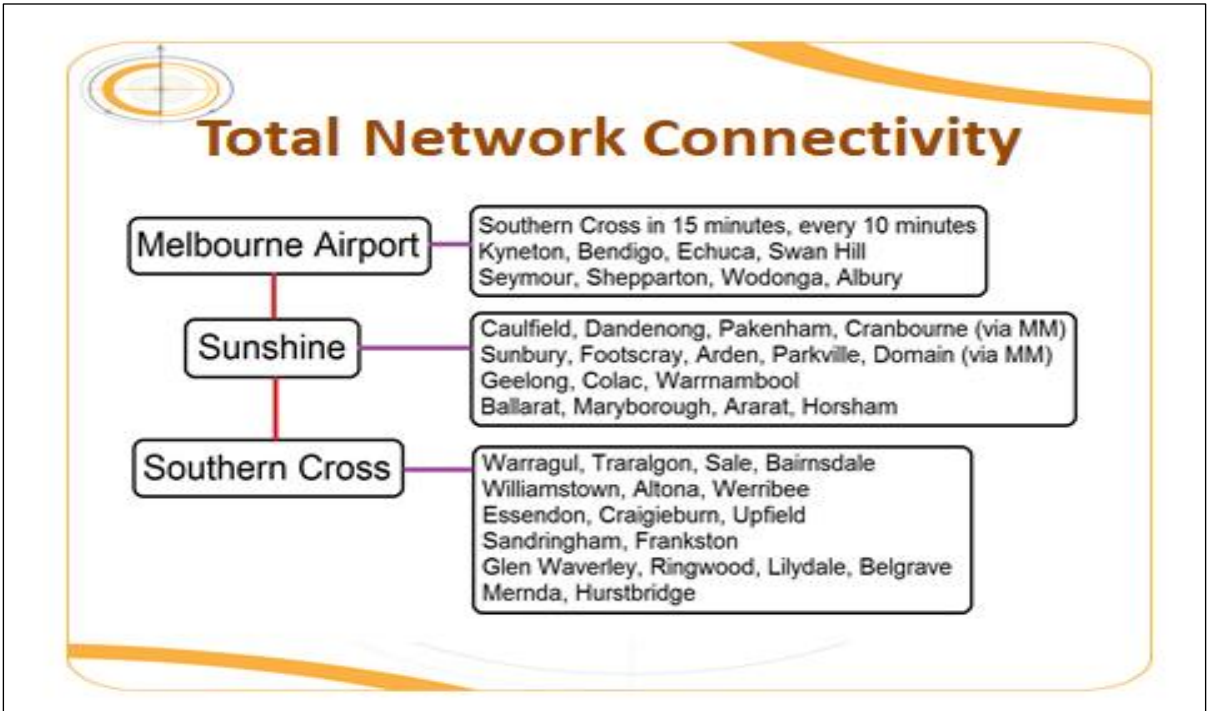 Total Network Connectivity
Melbourne Airport
Southern Cross in 15 minutes, every 10 minutes
Kyneton, Bendigo, Echuca, Swan Hill
Seymour, Shepparton, Wodonga, Albury
Sunshine
Caulfield, Dandenong, Pakenham, Cranbourne (via MM)
Sunbury, Footscray, Arden, Parkville, Domain (via MM)
Geelong, Colac, Warrnambool
Ballarat, Maryborough, Ararat, Horsham
Southern Cross
Warragul, Traralgon, Sale, Bairnsdale
Williamstown, Altona, Werribee
Essendon, Craigieburn, Upfield
Sandringham, Frankston
Glen Waverley, Ringwood, Lilydale, Belgrave
Mernda, Hurstbridge